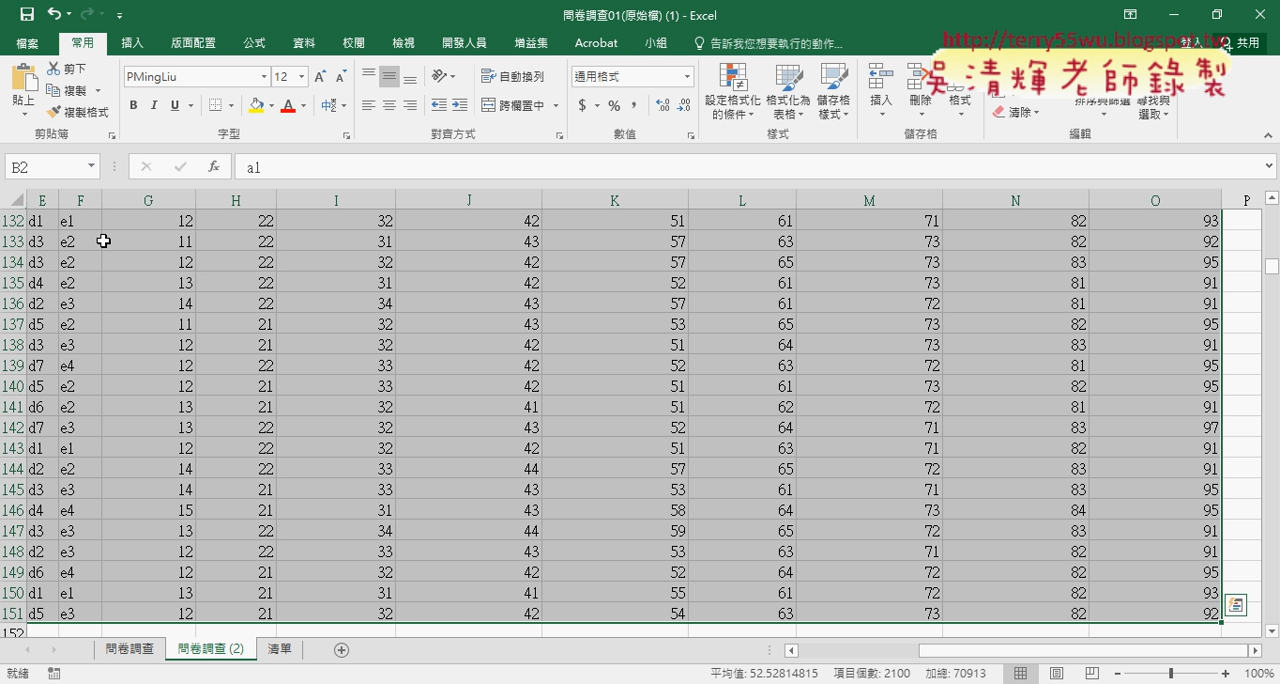 問卷調查01(原始檔) (1) - Excel
http://terry55wu.blogspot.tw
吳清輝老師錄製
檔案 常用 插入 版面配置 公式 資料 校閱 檢視 開發人員 增益集 Acrobat 小組 告訴我您想要執行的動作... 登入 共用
貼上 剪下 複製 複製格式
PMingLiu 12
B I U
自動換列 跨欄置中
通用格式
$ % ,
設定格式化的條件 格式化為表格 儲存格樣式
插入 刪除 格式
清除 排序與篩選 尋找與選取
剪貼簿 字型 對齊方式 數值 樣式 儲存格 編輯
B2 fx a1
E F G H I J K L M N O P
132 d1 e1 12 22 32 42 51 61 71 82 93
133 d3 e2 11 22 31 43 57 63 73 82 92
134 d3 e2 12 22 32 42 57 65 73 83 95
135 d4 e2 13 22 31 42 52 61 73 81 91
136 d2 e3 14 22 34 43 57 61 72 81 91
137 d5 e2 11 21 32 43 53 65 73 82 95
138 d3 e3 12 21 32 42 51 64 73 83 91
139 d7 e4 12 22 33 42 52 63 72 81 95
140 d5 e2 12 21 33 42 51 61 73 82 95
141 d6 e2 13 21 32 41 51 62 72 81 91
142 d7 e3 13 22 32 43 52 64 71 83 97
143 d1 e1 12 22 32 42 51 63 71 82 91
144 d2 e2 14 22 33 44 57 65 72 83 91
145 d3 e3 14 21 33 43 53 61 71 83 95
146 d4 e4 15 21 31 43 58 64 73 84 95
147 d3 e3 13 22 34 44 59 65 72 83 91
148 d2 e3 12 22 33 43 53 63 71 82 91
149 d6 e4 12 21 32 42 52 64 72 82 95
150 d1 e1 13 21 31 41 55 61 72 82 93
151 d5 e3 12 21 32 42 54 63 73 82 92
152
問卷調查 問卷調查 (2) 清單
就緒 平均值: 52.52814815 項目個數: 2100 加總: 70913 100%